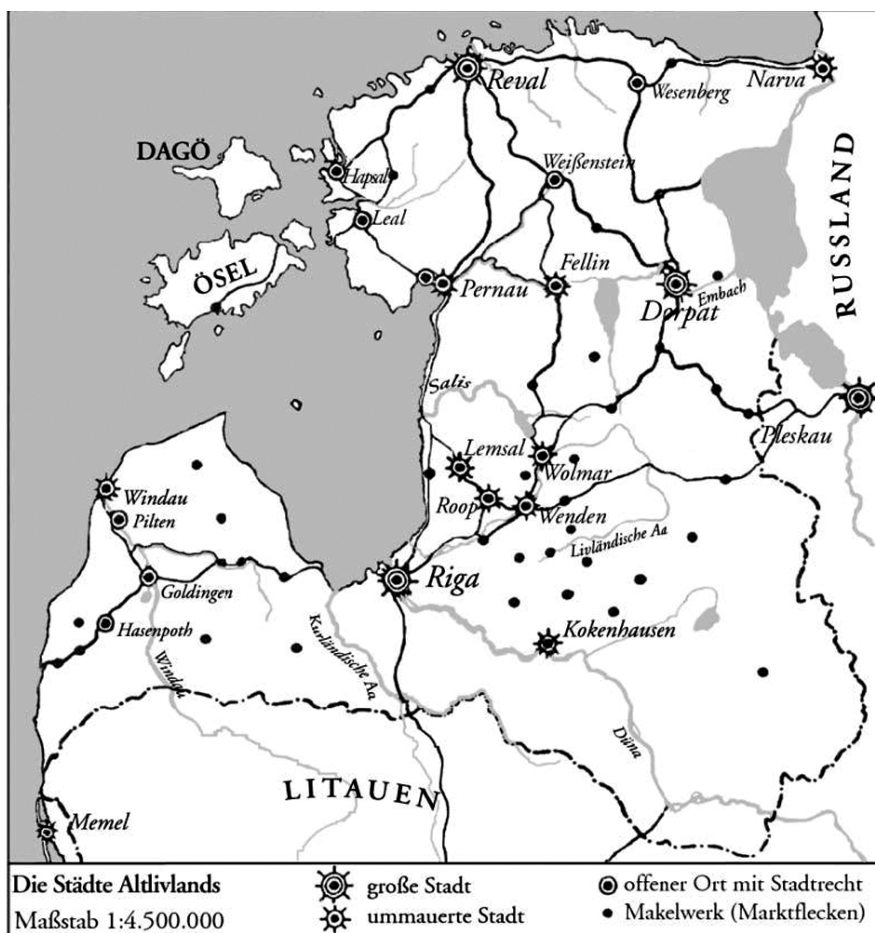 Reval
Wesenberg
Narva
DAGÖ
Hapsal
Weißenstein
RUSSLAND
Leal
ÖSEL
Pernau
Fellin
Dorpat
Embach
Salis
Pleskau
Lemsal
Wolmar
Windau
Roop
Wenden
Pilten
Livländische Aa
Goldingen
Riga
Kurländische Aa
Hasenpoth
Kokenhausen
Windau
Düna
LITAUEN
Memel
Die Städte Altlivlands
Maßstab 1:4.500.000
große Stadt
ummauerte Stadt
offener Ort mit Stadtrecht
Makelwerk (Marktflecken)